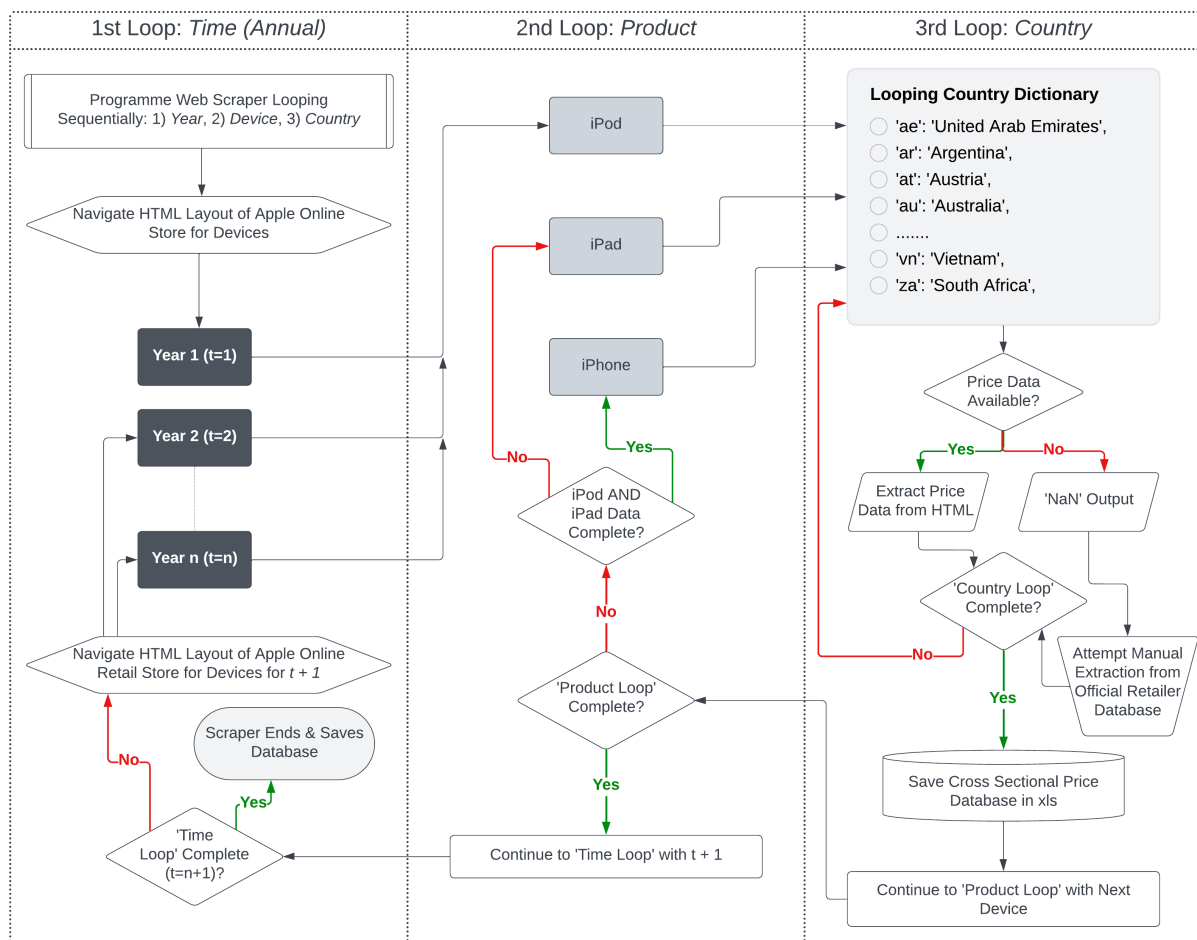 1st Loop: Time (Annual)
2nd Loop: Product
3rd Loop: Country
Programme Web Scraper Looping
Sequentially: 1) Year, 2) Device, 3) Country
Navigate HTML Layout of Apple Online
Store for Devices
Year 1 (t=1)
Year 2 (t=2)
Year n (t=n)
Navigate HTML Layout of Apple Online
Retail Store for Devices for t + 1
No
Scraper Ends & Saves
Database
Yes
'Time
Loop' Complete
(t=n+1)?
iPod
iPad
iPhone
No
Yes
iPod AND
iPad Data
Complete?
No
'Product Loop'
Complete?
Yes
Continue to 'Time Loop' with t + 1
Looping Country Dictionary
'ae': 'United Arab Emirates',
'ar': 'Argentina',
'at': 'Austria',
'au': 'Australia',
.......
'vn': 'Vietnam',
'za': 'South Africa',
Price Data
Available?
Yes
No
Extract Price
Data from HTML
'NaN' Output
'Country Loop'
Complete?
No
Attempt Manual
Extraction from
Official Retailer
Database
Yes
Save Cross Sectional Price
Database in xls
Continue to 'Product Loop' with Next
Device